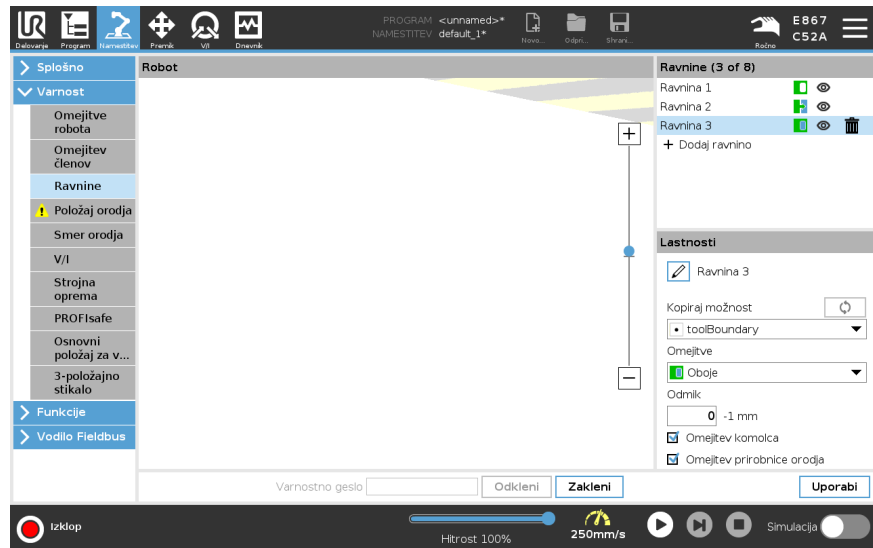 PROGRAM <unnamed>*
NAMESTITEV default_1*
Delovanje Program Namestitev Premik V/I Dnevnik
Novo... Odpri... Shrani...
Ročno
E867
C52A
Splošno
Varnost
Omejitve robota
Omejitev členov
Ravnine
Položaj orodja
Smer orodja
V/I
Strojna oprema
PROFIsafe
Osnovni položaj za v...
3-položajno stikalo
Funkcije
Vodilo Fieldbus
Robot
Ravnine (3 of 8)
Ravnina 1
Ravnina 2
Ravnina 3
+ Dodaj ravnino
Lastnosti
Ravnina 3
Kopiraj možnost
toolBoundary
Omejitve
Oboje
Odmik
0 -1 mm
Omejitev komolca
Omejitev prirobnice orodja
Varnostno geslo
Odkleni
Zakleni
Uporabi
Izklop
Hitrost 100%
250mm/s
Simulacija